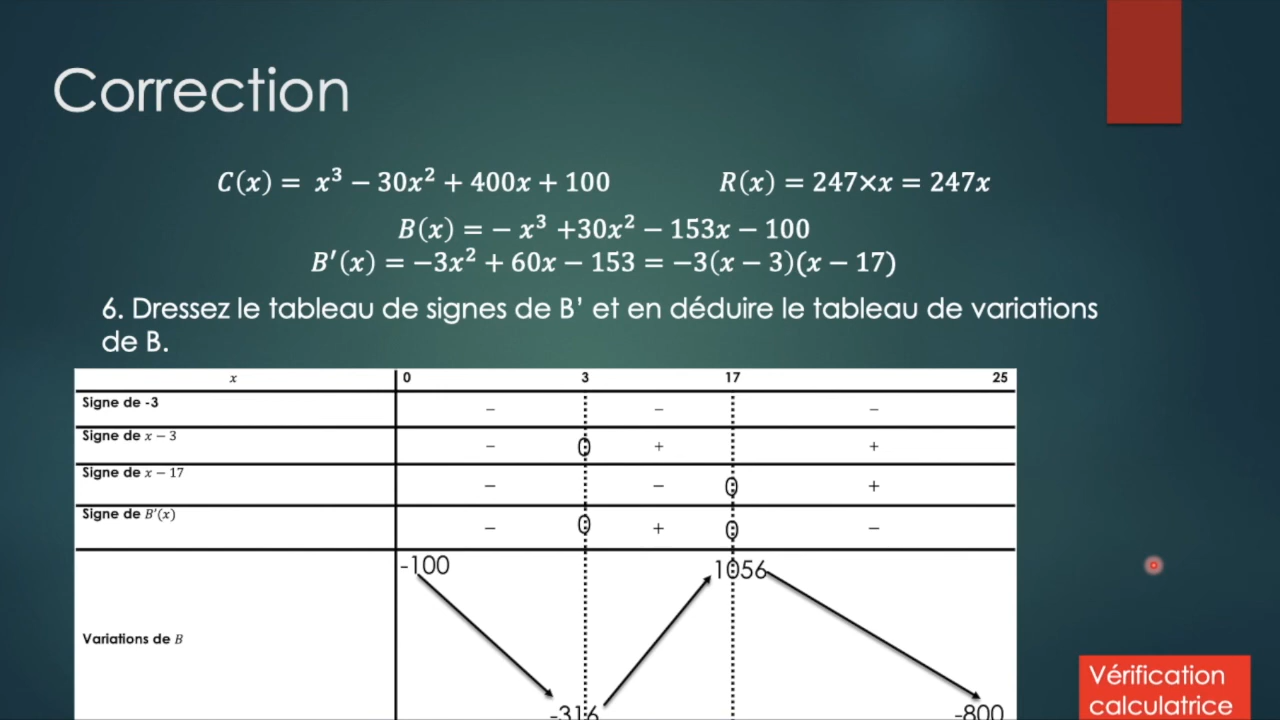 Correction
C(x) = x³ − 30x² + 400x + 100 R(x) = 247×x = 247x
B(x) = − x³ +30x² − 153x − 100
B′(x) = −3x² + 60x − 153 = −3(x − 3)(x − 17)
6. Dressez le tableau de signes de B’ et en déduire le tableau de variations
de B.
x 0 3 17 25
Signe de -3 − − −
Signe de x − 3 − 0 + +
Signe de x − 17 − − 0 +
Signe de B′(x) − 0 + 0 −
-100 1056
Variations de B
-316 -800
Vérification
calculatrice